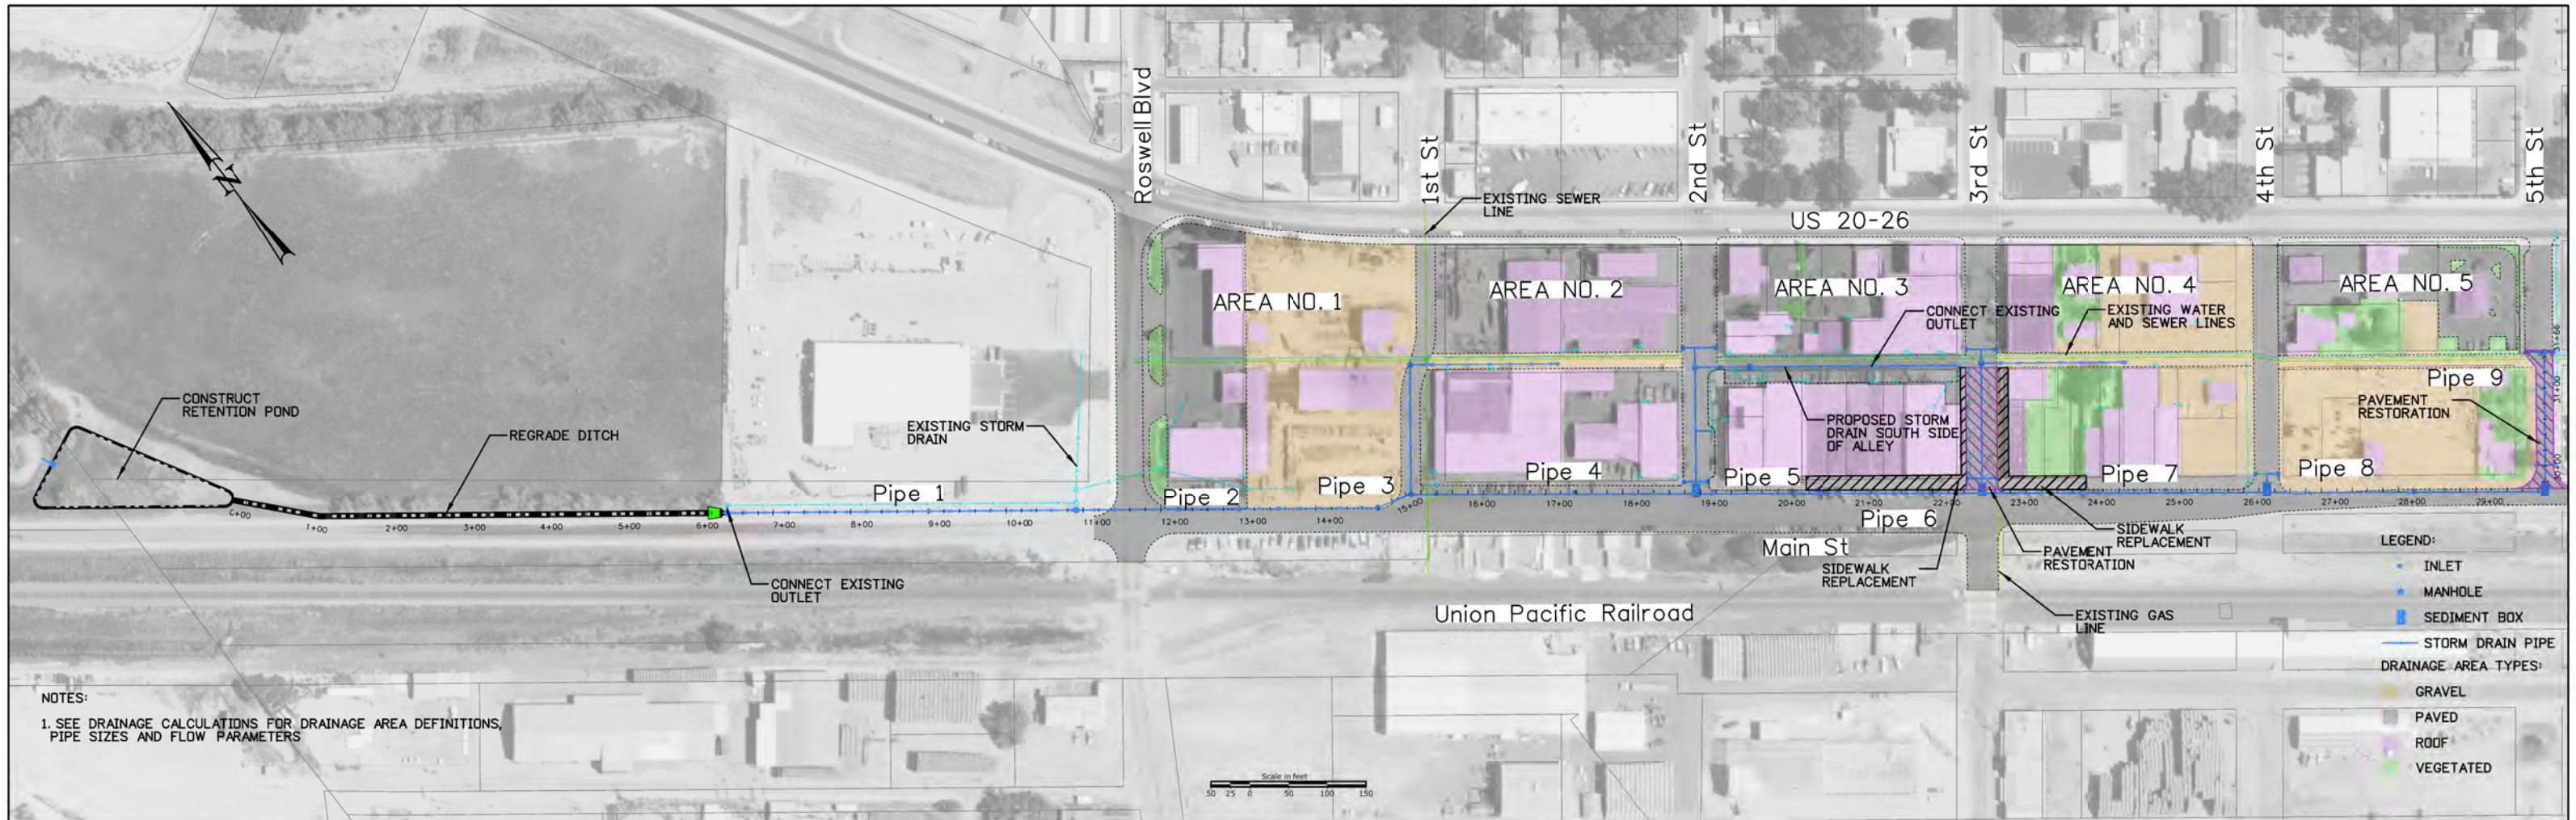 Roswell Blvd
1st St
2nd St
3rd St
4th St
5th St
N
EXISTING SEWER
LINE
US 20-26
AREA NO. 1
AREA NO. 2
AREA NO. 3
AREA NO. 4
AREA NO. 5
CONNECT EXISTING
OUTLET
EXISTING WATER
AND SEWER LINES
CONSTRUCT
RETENTION POND
REGRADE DITCH
EXISTING STORM
DRAIN
PROPOSED STORM
DRAIN SOUTH SIDE
OF ALLEY
PAVEMENT
RESTORATION
Pipe 1
Pipe 2
Pipe 3
Pipe 4
Pipe 5
Pipe 6
Pipe 7
Pipe 8
Pipe 9
31+66
31+00
30+00
1+00
2+00
3+00
4+00
5+00
6+00
7+00
8+00
9+00
10+00
11+00
12+00
13+00
14+00
15+00
16+00
17+00
18+00
19+00
20+00
21+00
22+00
23+00
24+00
25+00
26+00
27+00
28+00
29+00
CONNECT EXISTING
OUTLET
Main St
SIDEWALK
REPLACEMENT
PAVEMENT
RESTORATION
SIDEWALK
REPLACEMENT
EXISTING GAS
LINE
Union Pacific Railroad
LEGEND:
INLET
MANHOLE
SEDIMENT BOX
STORM DRAIN PIPE
DRAINAGE AREA TYPES:
GRAVEL
PAVED
ROOF
VEGETATED
NOTES:
1. SEE DRAINAGE CALCULATIONS FOR DRAINAGE AREA DEFINITIONS,
PIPE SIZES AND FLOW PARAMETERS
Scale in feet
50 25 0 50 100 150